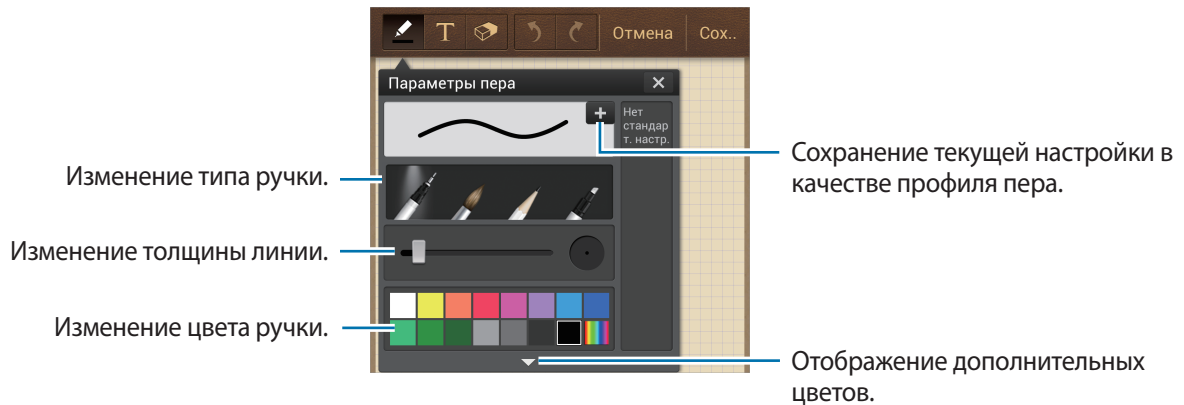 T Отмена Сох..
Параметры пера
Нет
стандар
т. настр.
Сохранение текущей настройки в
качестве профиля пера.
Изменение типа ручки.
Изменение толщины линии.
Изменение цвета ручки.
Отображение дополнительных
цветов.